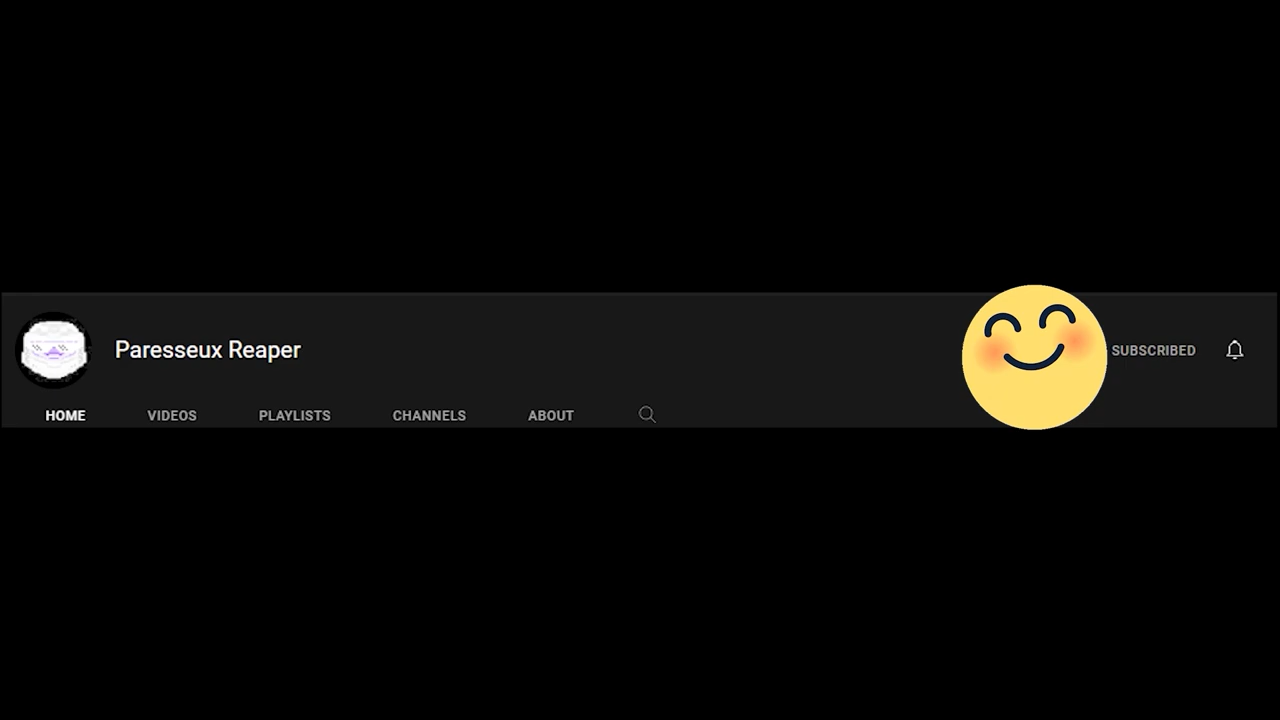 Paresseux Reaper
SUBSCRIBED
HOME VIDEOS PLAYLISTS CHANNELS ABOUT